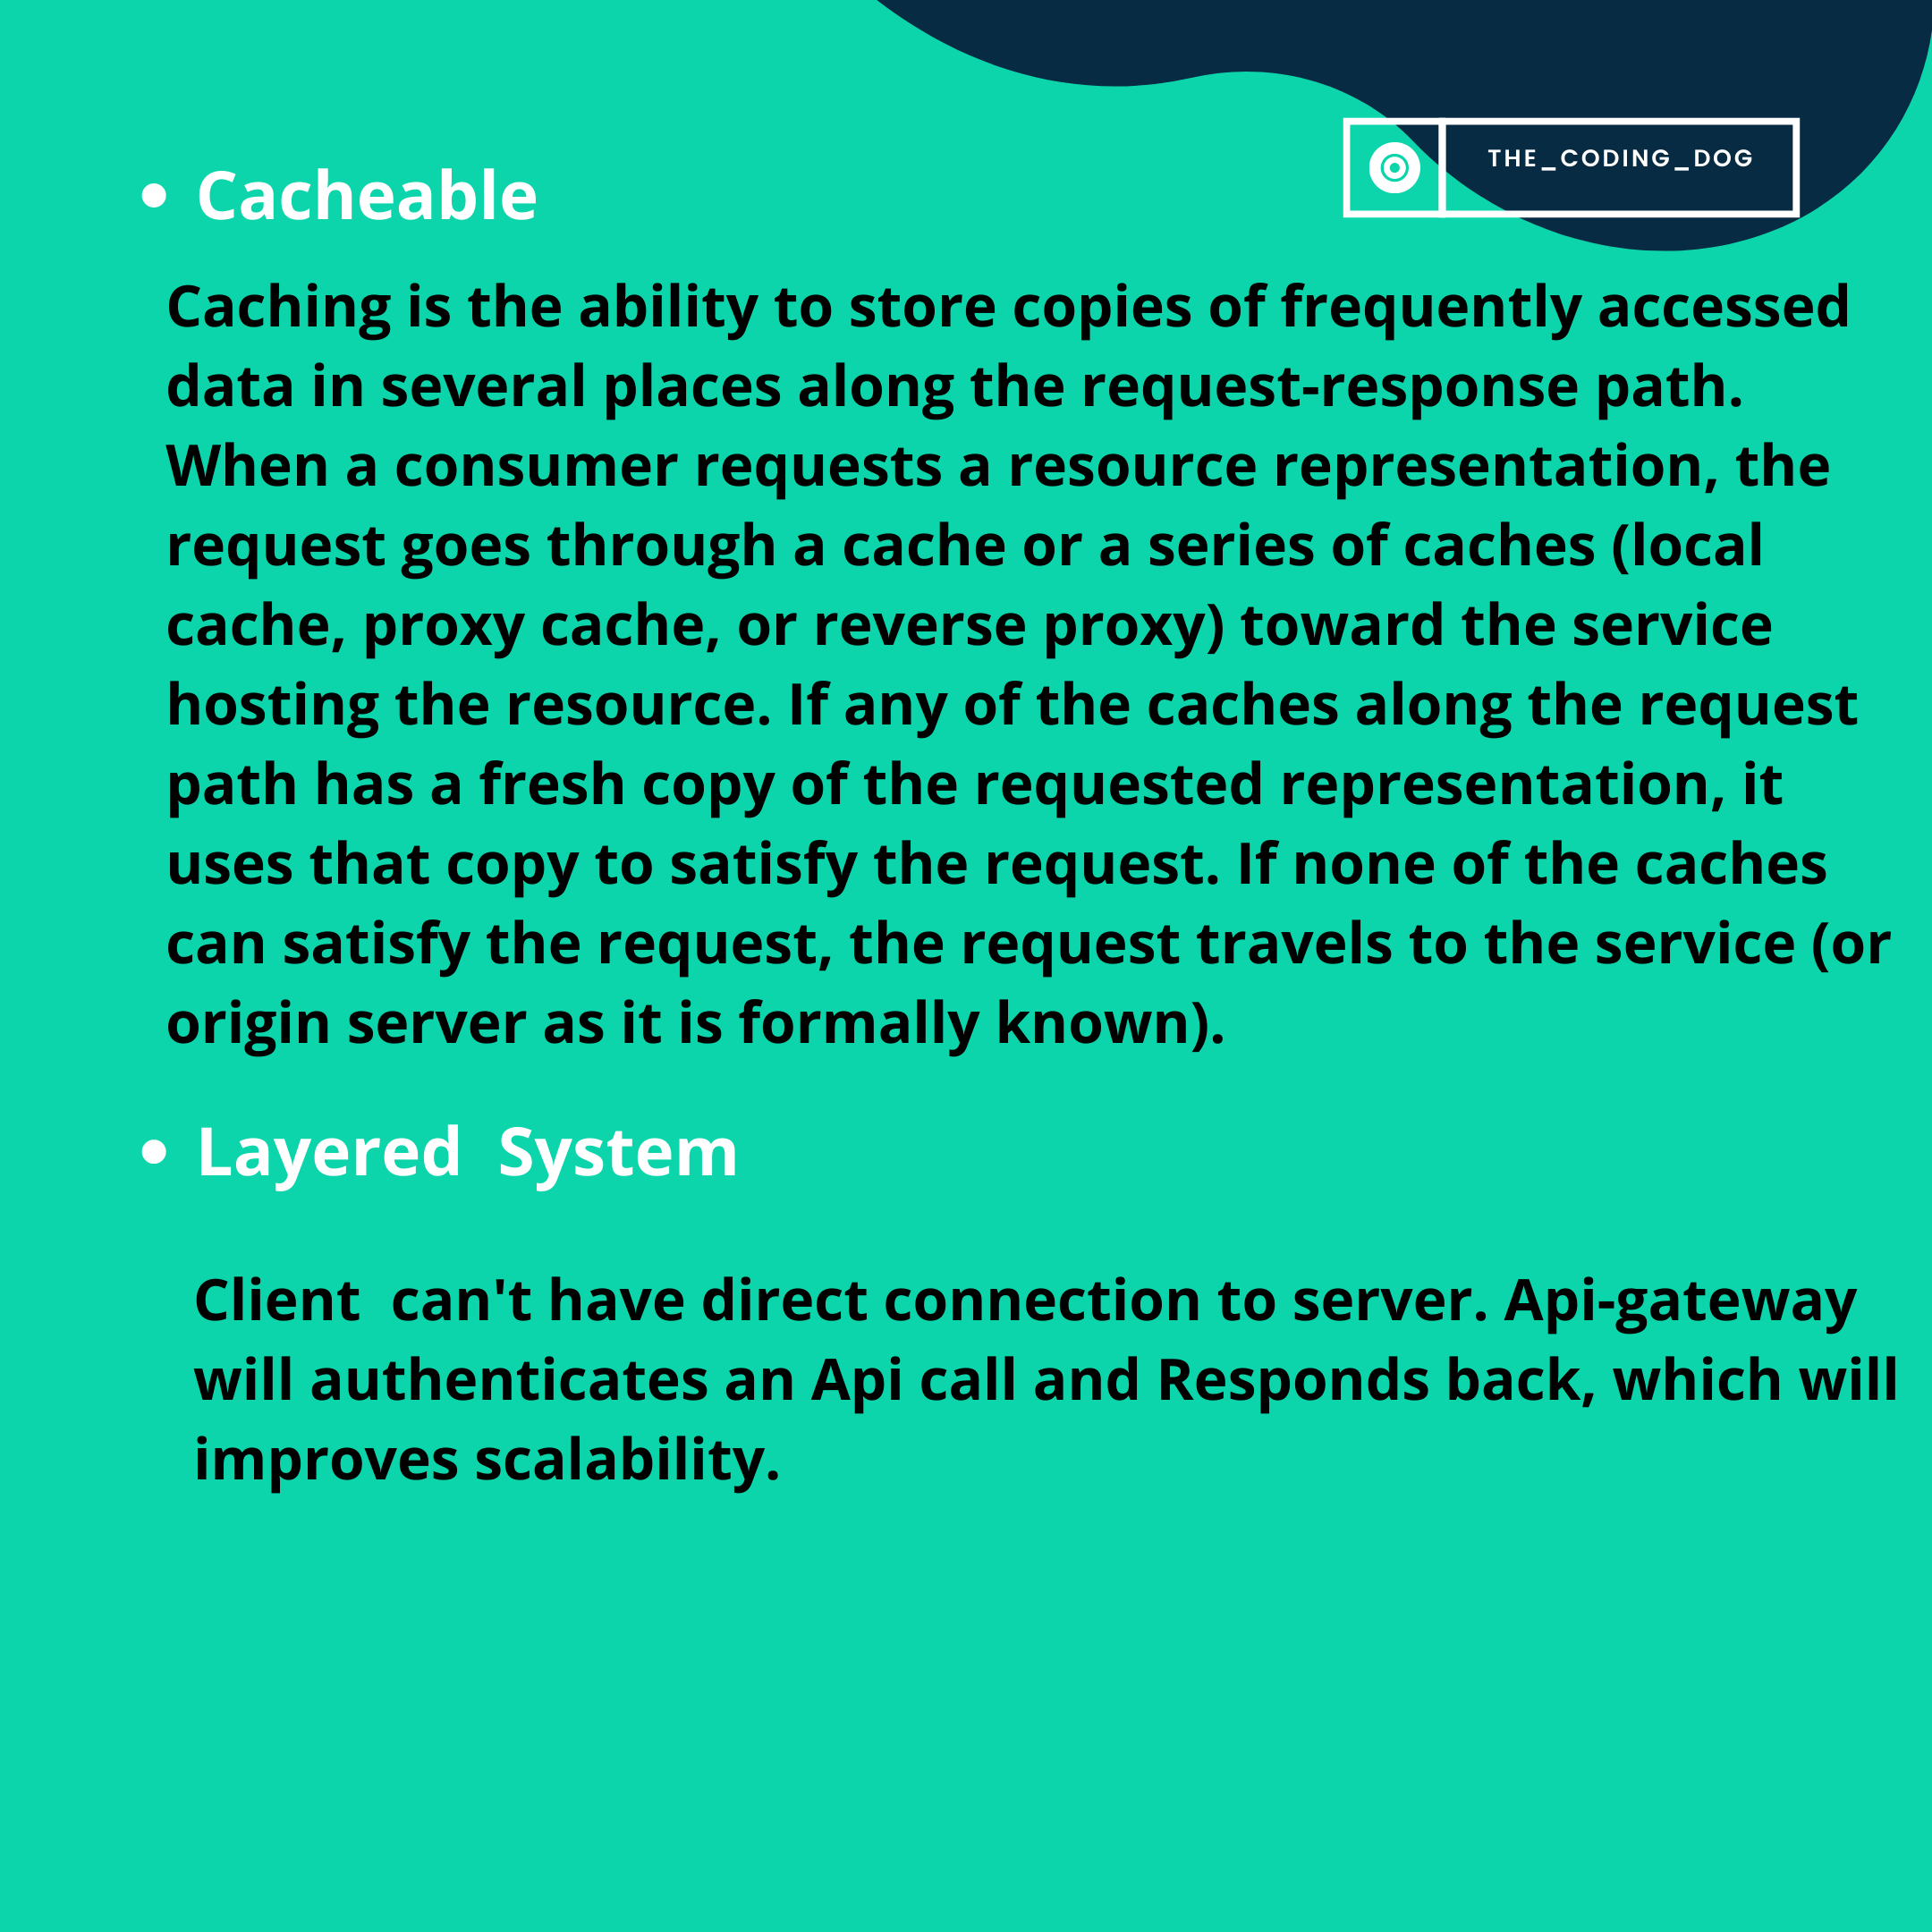 THE_CODING_DOG
• Cacheable
Caching is the ability to store copies of frequently accessed
data in several places along the request-response path.
When a consumer requests a resource representation, the
request goes through a cache or a series of caches (local
cache, proxy cache, or reverse proxy) toward the service
hosting the resource. If any of the caches along the request
path has a fresh copy of the requested representation, it
uses that copy to satisfy the request. If none of the caches
can satisfy the request, the request travels to the service (or
origin server as it is formally known).
• Layered  System
Client  can't have direct connection to server. Api-gateway
will authenticates an Api call and Responds back, which will
improves scalability.